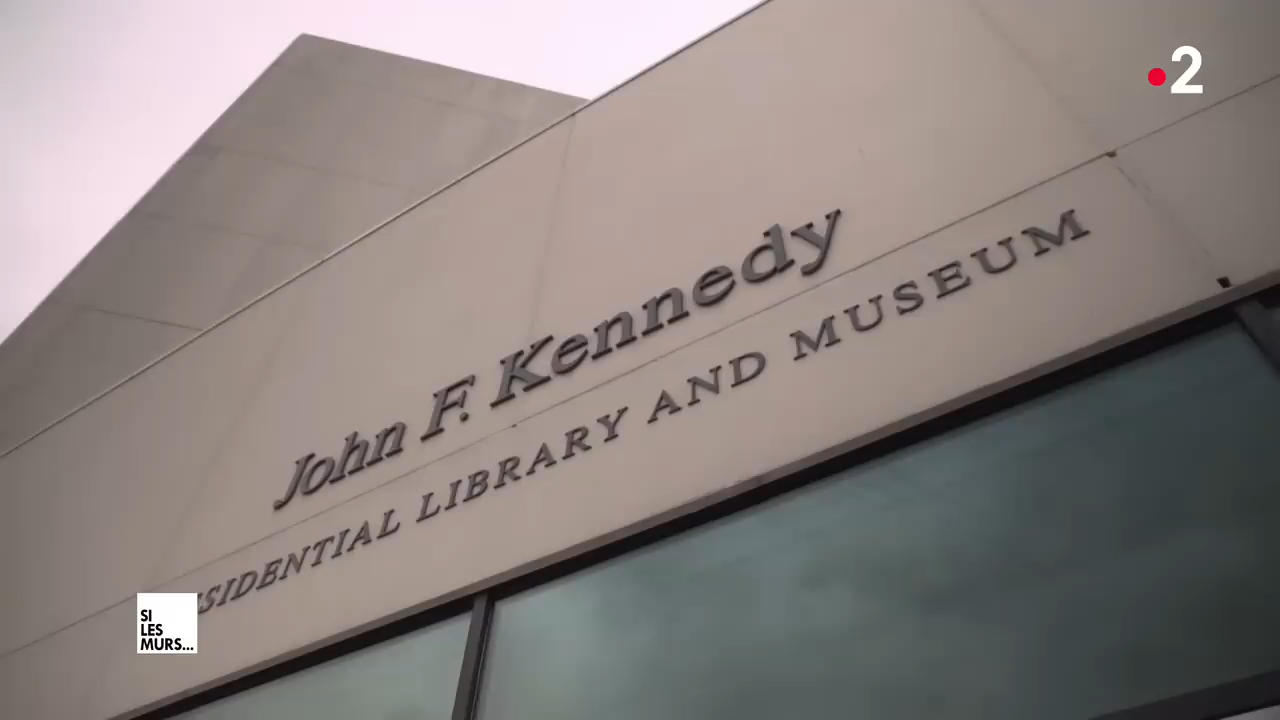 2
John F. Kennedy
SIDENTIAL LIBRARY AND MUSEUM
SI
LES
MURS...